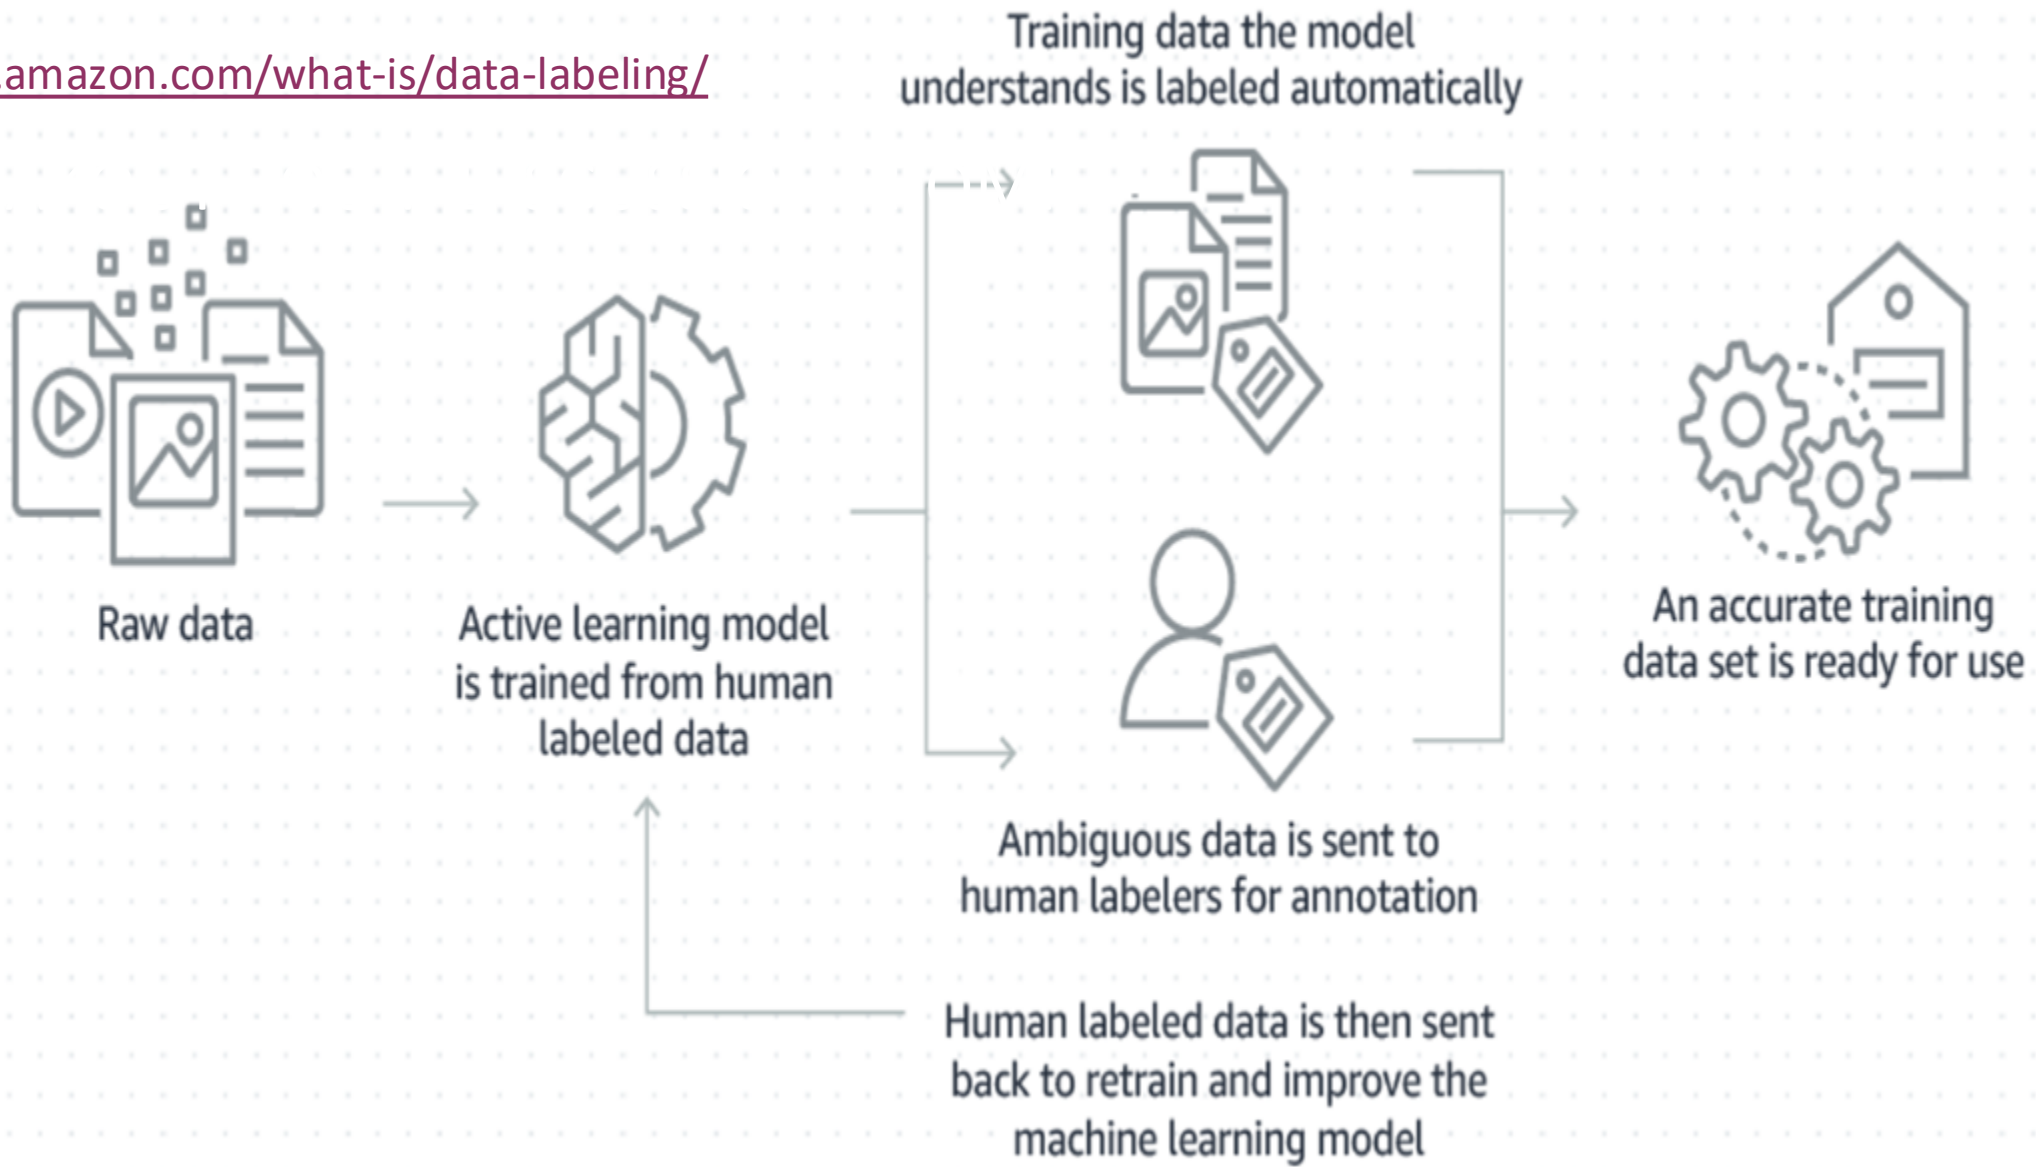 .amazon.com/what-is/data-labeling/
Training data the model
understands is labeled automatically
Raw data
Active learning model
is trained from human
labeled data
Ambiguous data is sent to
human labelers for annotation
An accurate training
data set is ready for use
Human labeled data is then sent
back to retrain and improve the
machine learning model